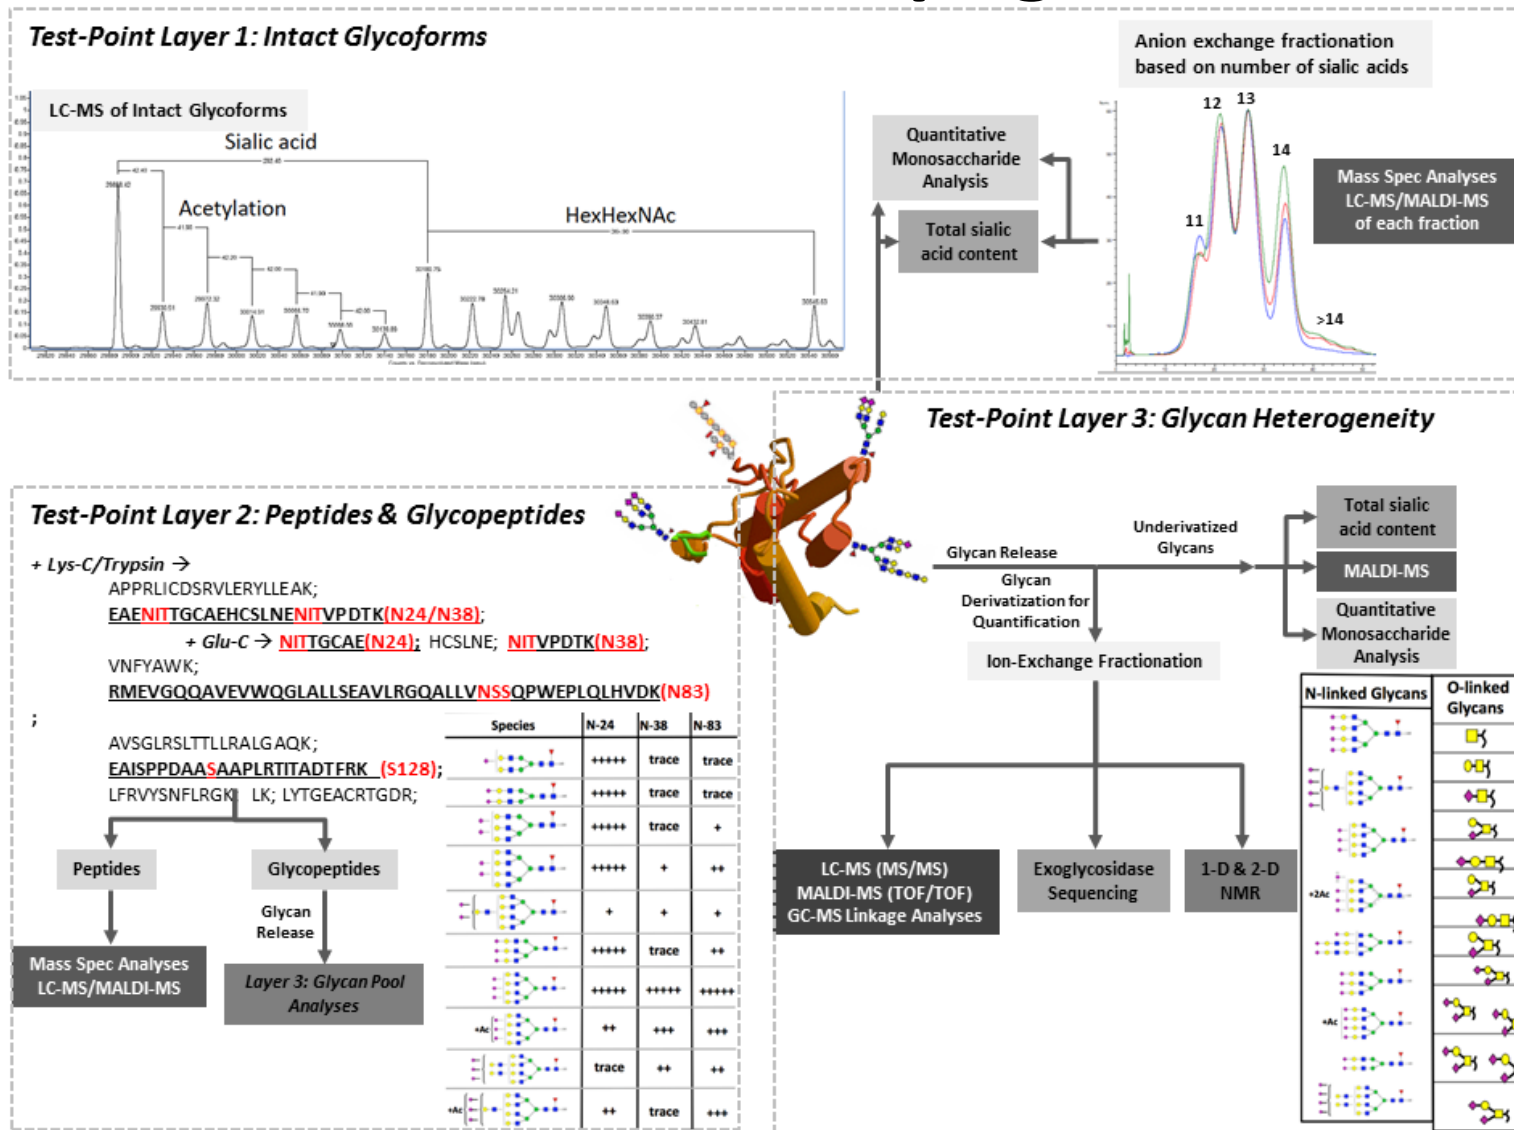 Test-Point Layer 1: Intact Glycoforms
LC-MS of Intact Glycoforms
Sialic acid
Acetylation
HexHexNAc
Anion exchange fractionation
based on number of sialic acids
11
12
13
14
>14
Quantitative
Monosaccharide
Analysis
Total sialic
acid content
Mass Spec Analyses
LC-MS/MALDI-MS
of each fraction
Test-Point Layer 2: Peptides & Glycopeptides
+ Lys-C/Trypsin →
APPRLICDSRVLERYLLEAK;
EAENITTGCAEHCSLNENITVPDTK(N24/N38);
+ Glu-C → NITTGCAE(N24); HCSLNE; NITVPDTK(N38);
VNFYAWK;
RMEVGQQAVEVWQGLALLSEAVLRGQALLVNSSQPWEPLQLHVDK(N83)
;
AVSGLRSLTTLLRALGAQK;
EAISPPDAASAAPLRTITADTFRK (S128);
LFRVYSNFLRGK LK; LYTGEACRTGDR;
Peptides
Glycopeptides
Glycan
Release
Mass Spec Analyses
LC-MS/MALDI-MS
Layer 3: Glycan Pool
Analyses
Species N-24 N-38 N-83
+++++ trace trace
+++++ trace trace
+++++ trace +
+++++ + ++
+ + +
+++++ trace ++
+++++ +++++ +++++
+Ac ++ +++ +++
trace ++ ++
+Ac ++ trace +++
Test-Point Layer 3: Glycan Heterogeneity
Glycan Release
Underivatized
Glycans
Glycan
Derivatization for
Quantification
Total sialic
acid content
MALDI-MS
Quantitative
Monosaccharide
Analysis
Ion-Exchange Fractionation
LC-MS (MS/MS)
MALDI-MS (TOF/TOF)
GC-MS Linkage Analyses
Exoglycosidase
Sequencing
1-D & 2-D
NMR
N-linked Glycans
O-linked
Glycans
+2Ac
+Ac